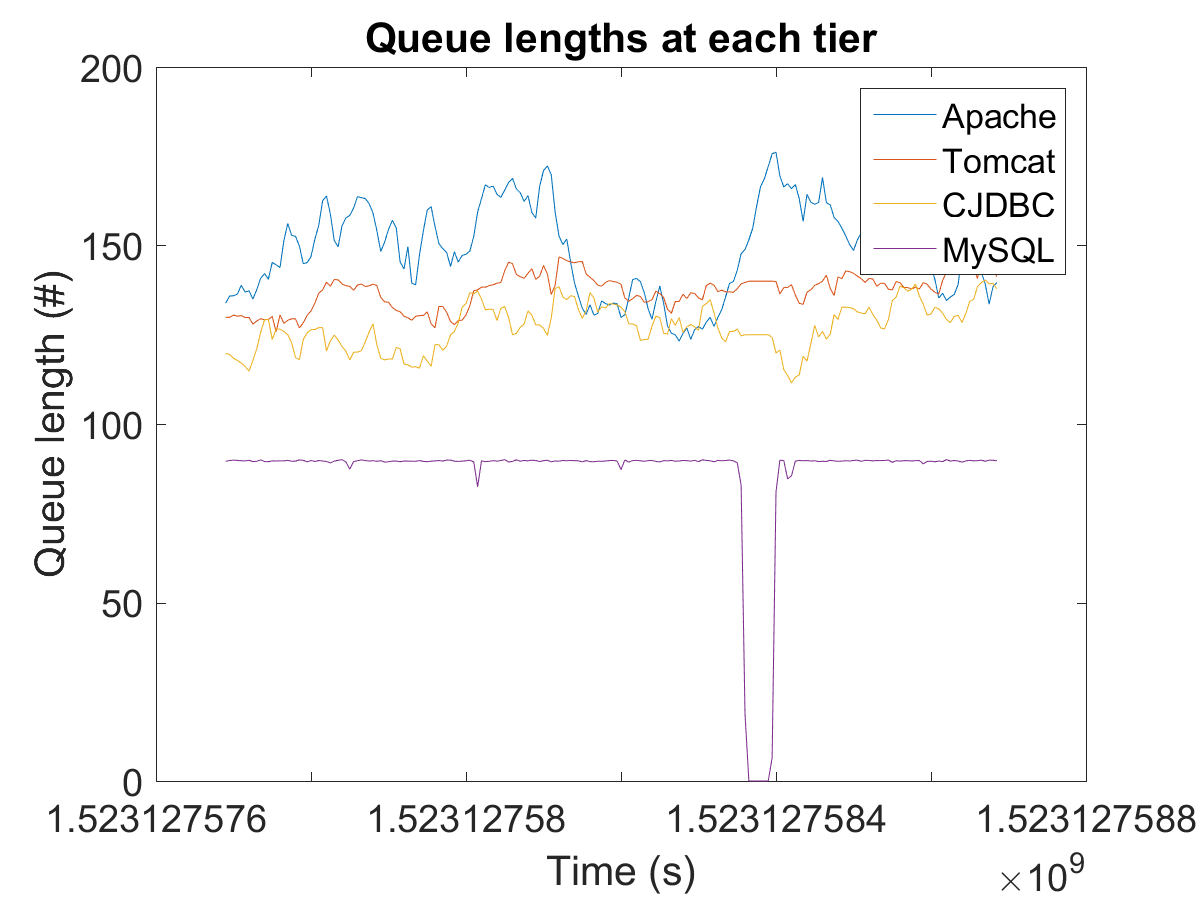 Queue lengths at each tier
200
150
100
50
0
Queue length (#)
Apache
Tomcat
CJDBC
MySQL
1.523127576 1.52312758 1.523127584 1.523127588
Time (s)
×10^9